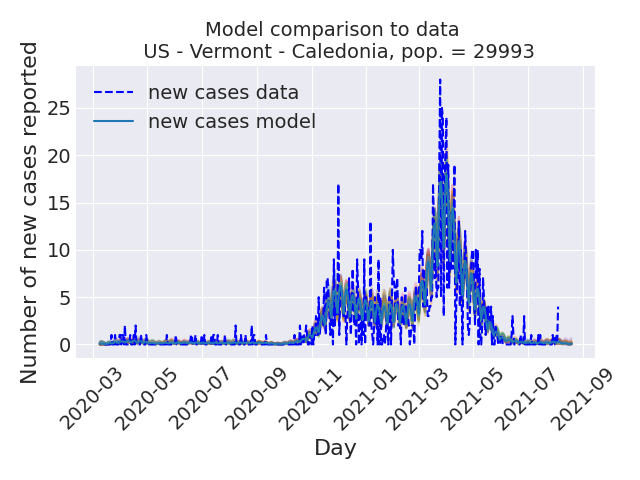 Model comparison to data
US - Vermont - Caledonia, pop. = 29993
Number of new cases reported
25
20
15
10
5
0
new cases data
new cases model
2020-03
2020-05
2020-07
2020-09
2020-11
2021-01
2021-03
2021-05
2021-07
2021-09
Day